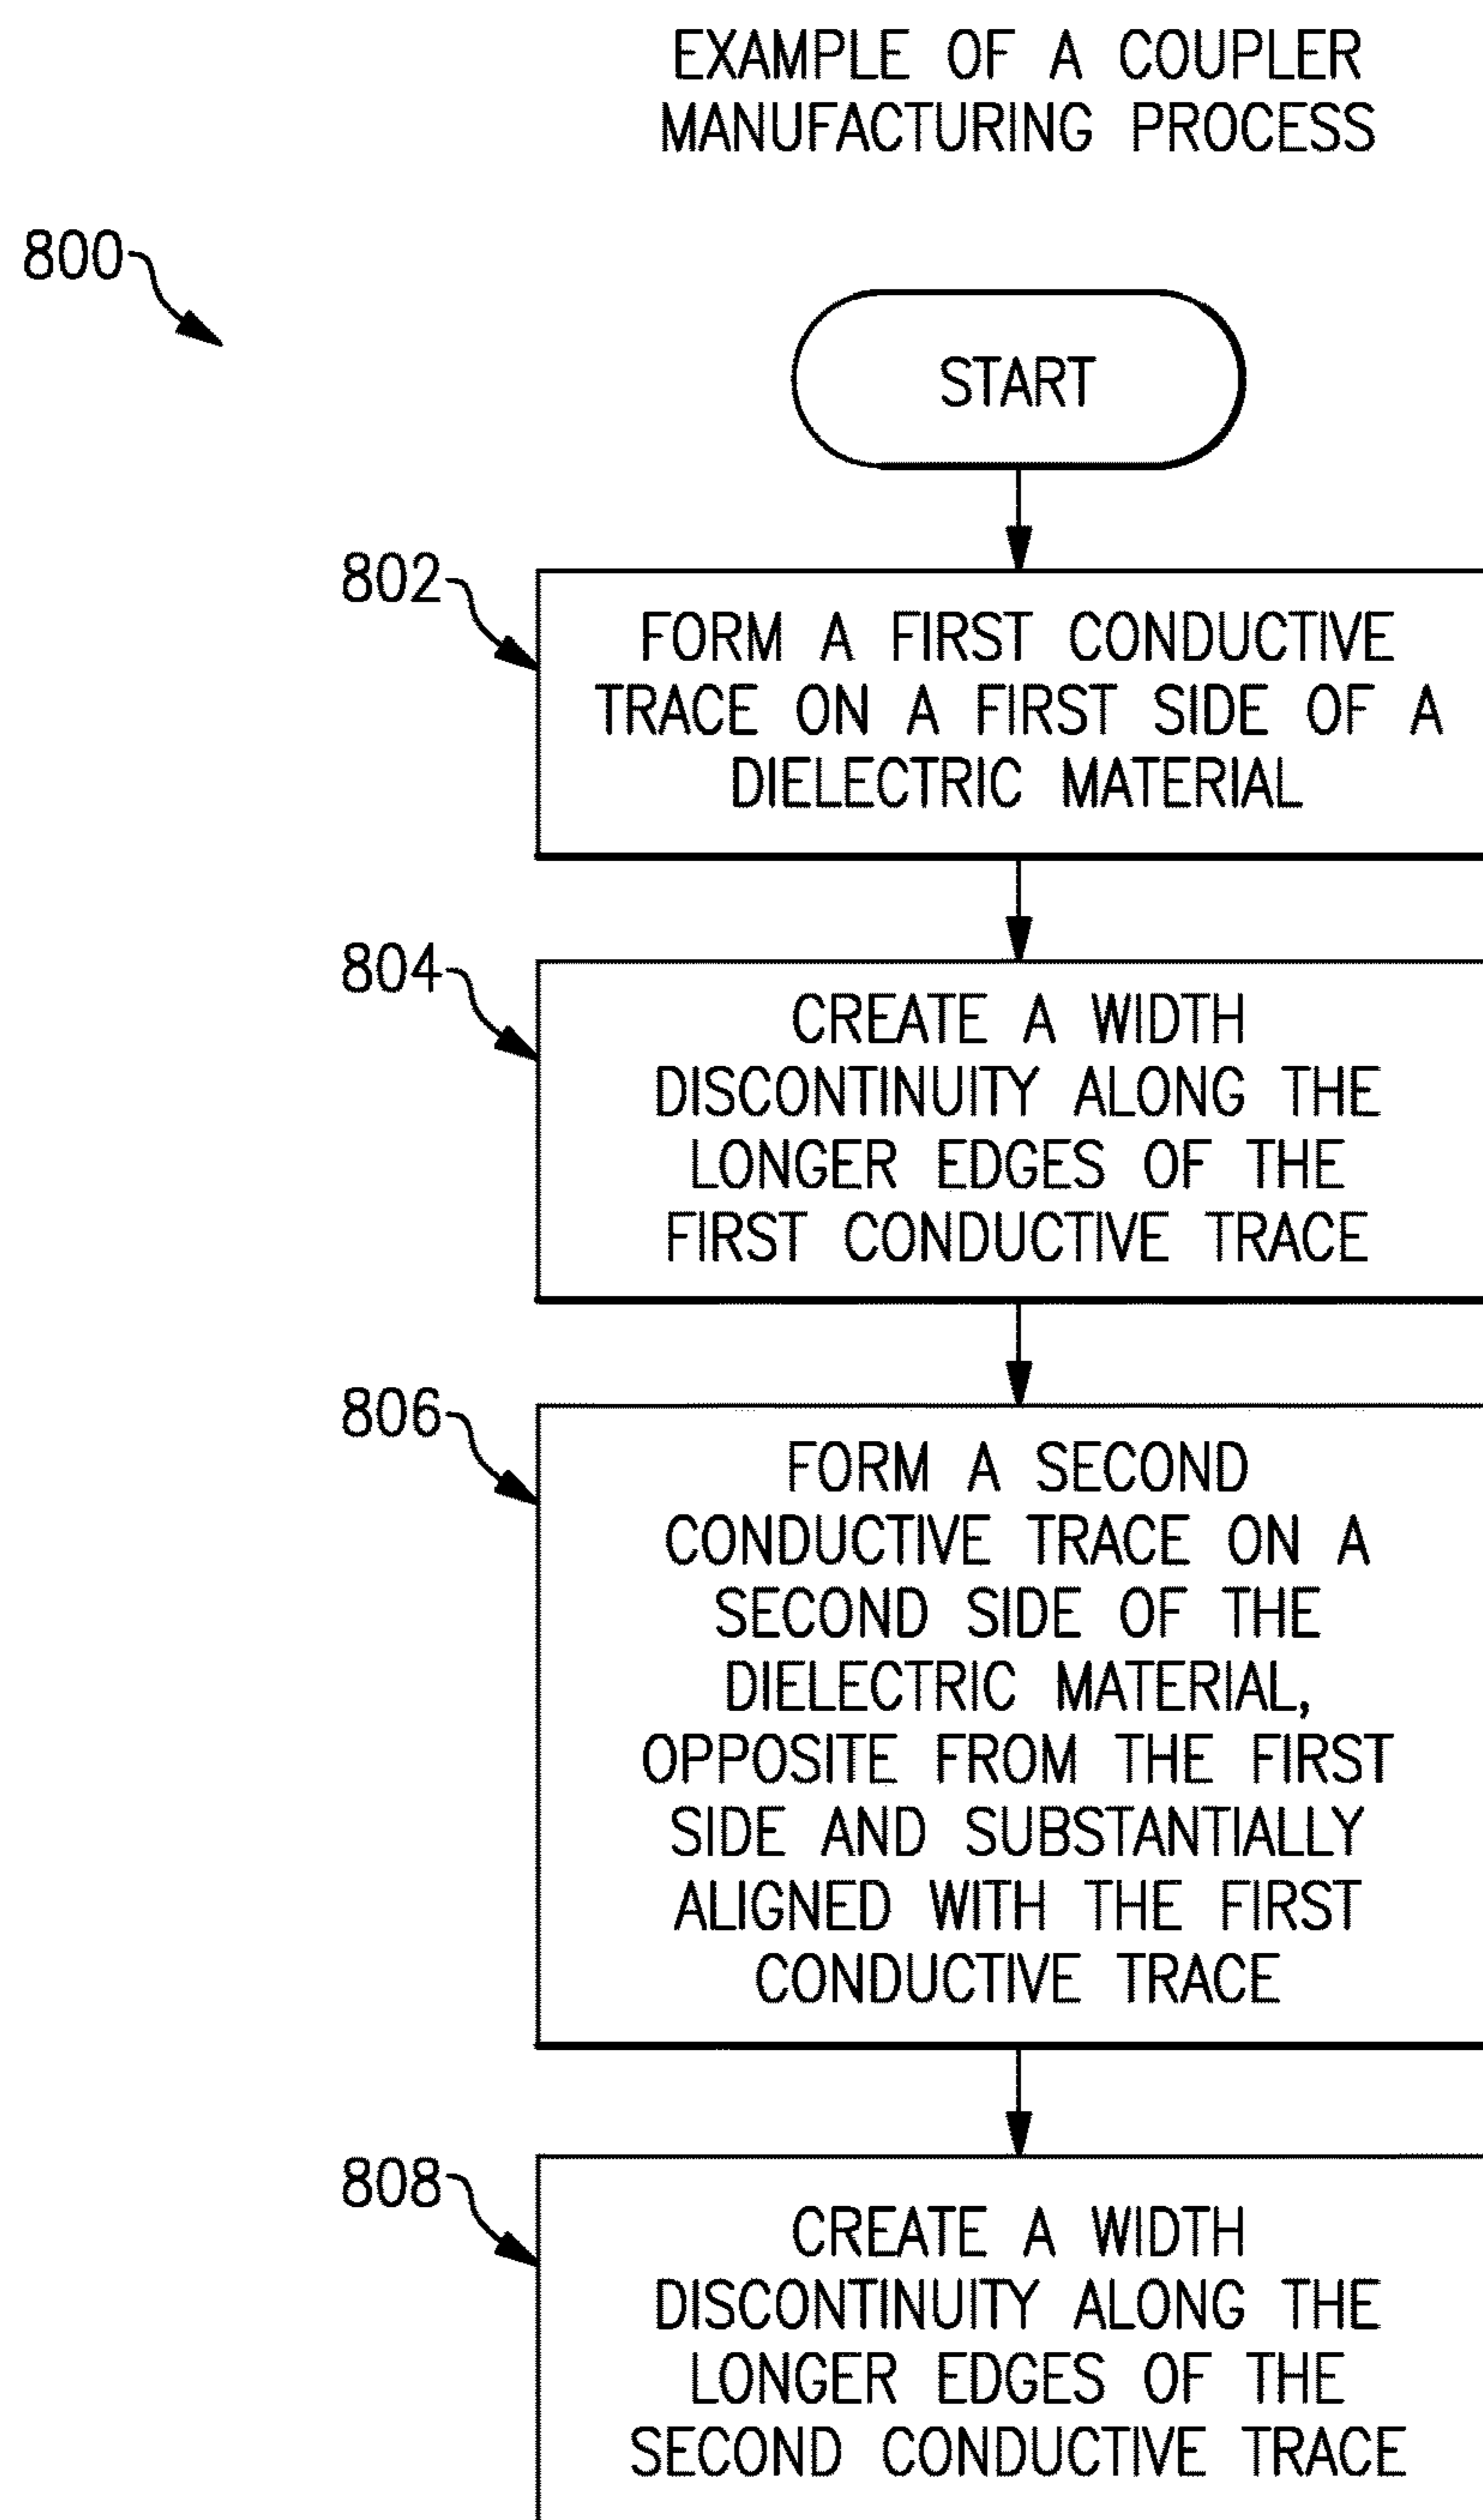 EXAMPLE OF A COUPLER
MANUFACTURING PROCESS
800
START
802
FORM A FIRST CONDUCTIVE
TRACE ON A FIRST SIDE OF A
DIELECTRIC MATERIAL
804
CREATE A WIDTH
DISCONTINUITY ALONG THE
LONGER EDGES OF THE
FIRST CONDUCTIVE TRACE
806
FORM A SECOND
CONDUCTIVE TRACE ON A
SECOND SIDE OF THE
DIELECTRIC MATERIAL,
OPPOSITE FROM THE FIRST
SIDE AND SUBSTANTIALLY
ALIGNED WITH THE FIRST
CONDUCTIVE TRACE
808
CREATE A WIDTH
DISCONTINUITY ALONG THE
LONGER EDGES OF THE
SECOND CONDUCTIVE TRACE